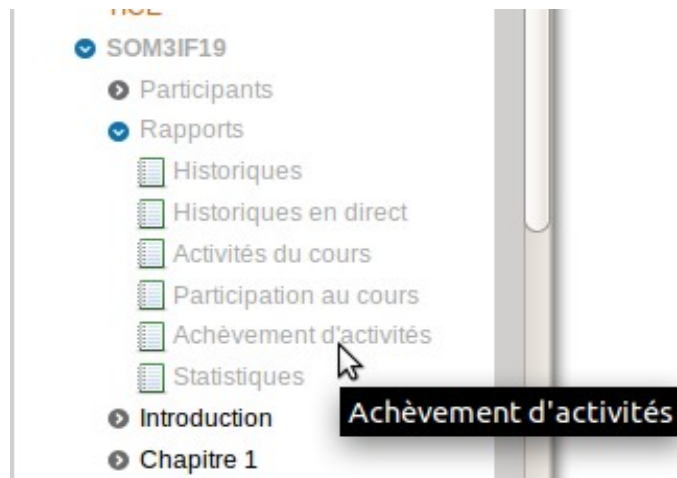 TICE
SOM3IF19
Participants
Rapports
Historiques
Historiques en direct
Activités du cours
Participation au cours
Achèvement d'activités
Statistiques
Introduction
Achèvement d'activités
Chapitre 1